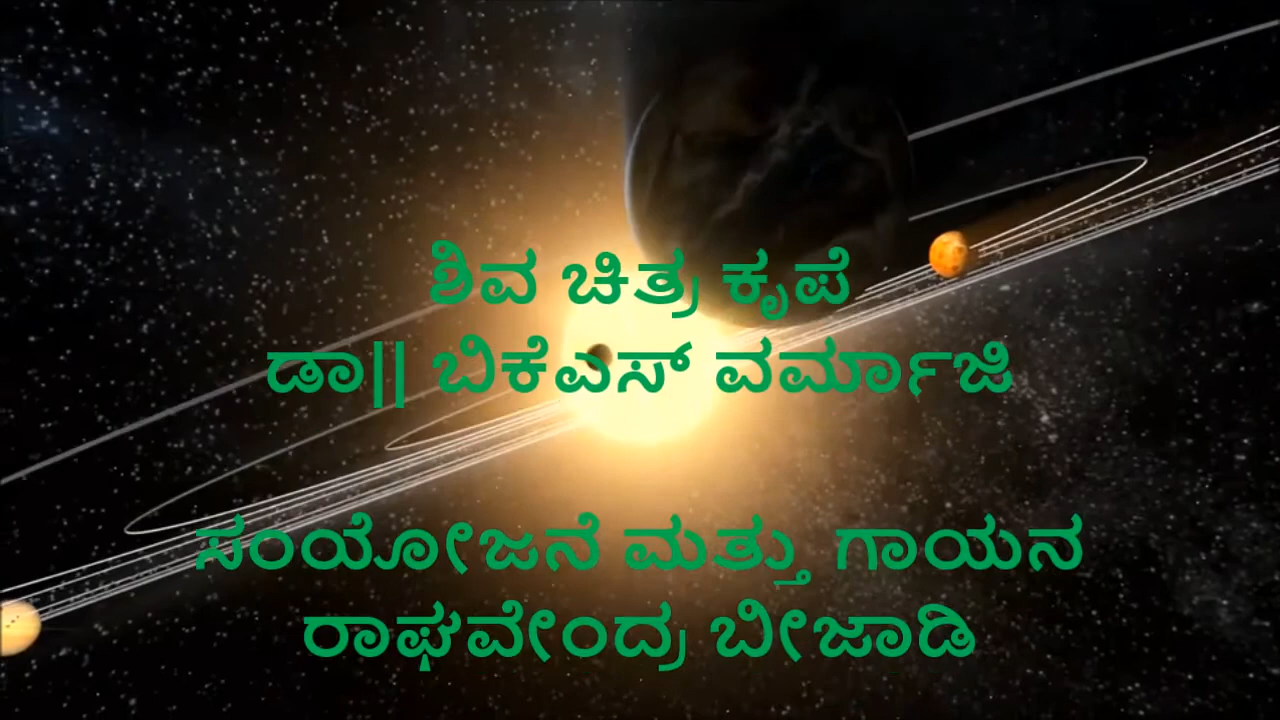 ಶಿವ ಚಿತ್ರ ಕೃಪೆ
ಡಾ|| ಬಿಕೆಎಸ್ ವರ್ಮಾಜಿ
ಸಂಯೋಜನೆ ಮತ್ತು ಗಾಯನ
ರಾಘವೇಂದ್ರ ಬೀಜಾಡಿ